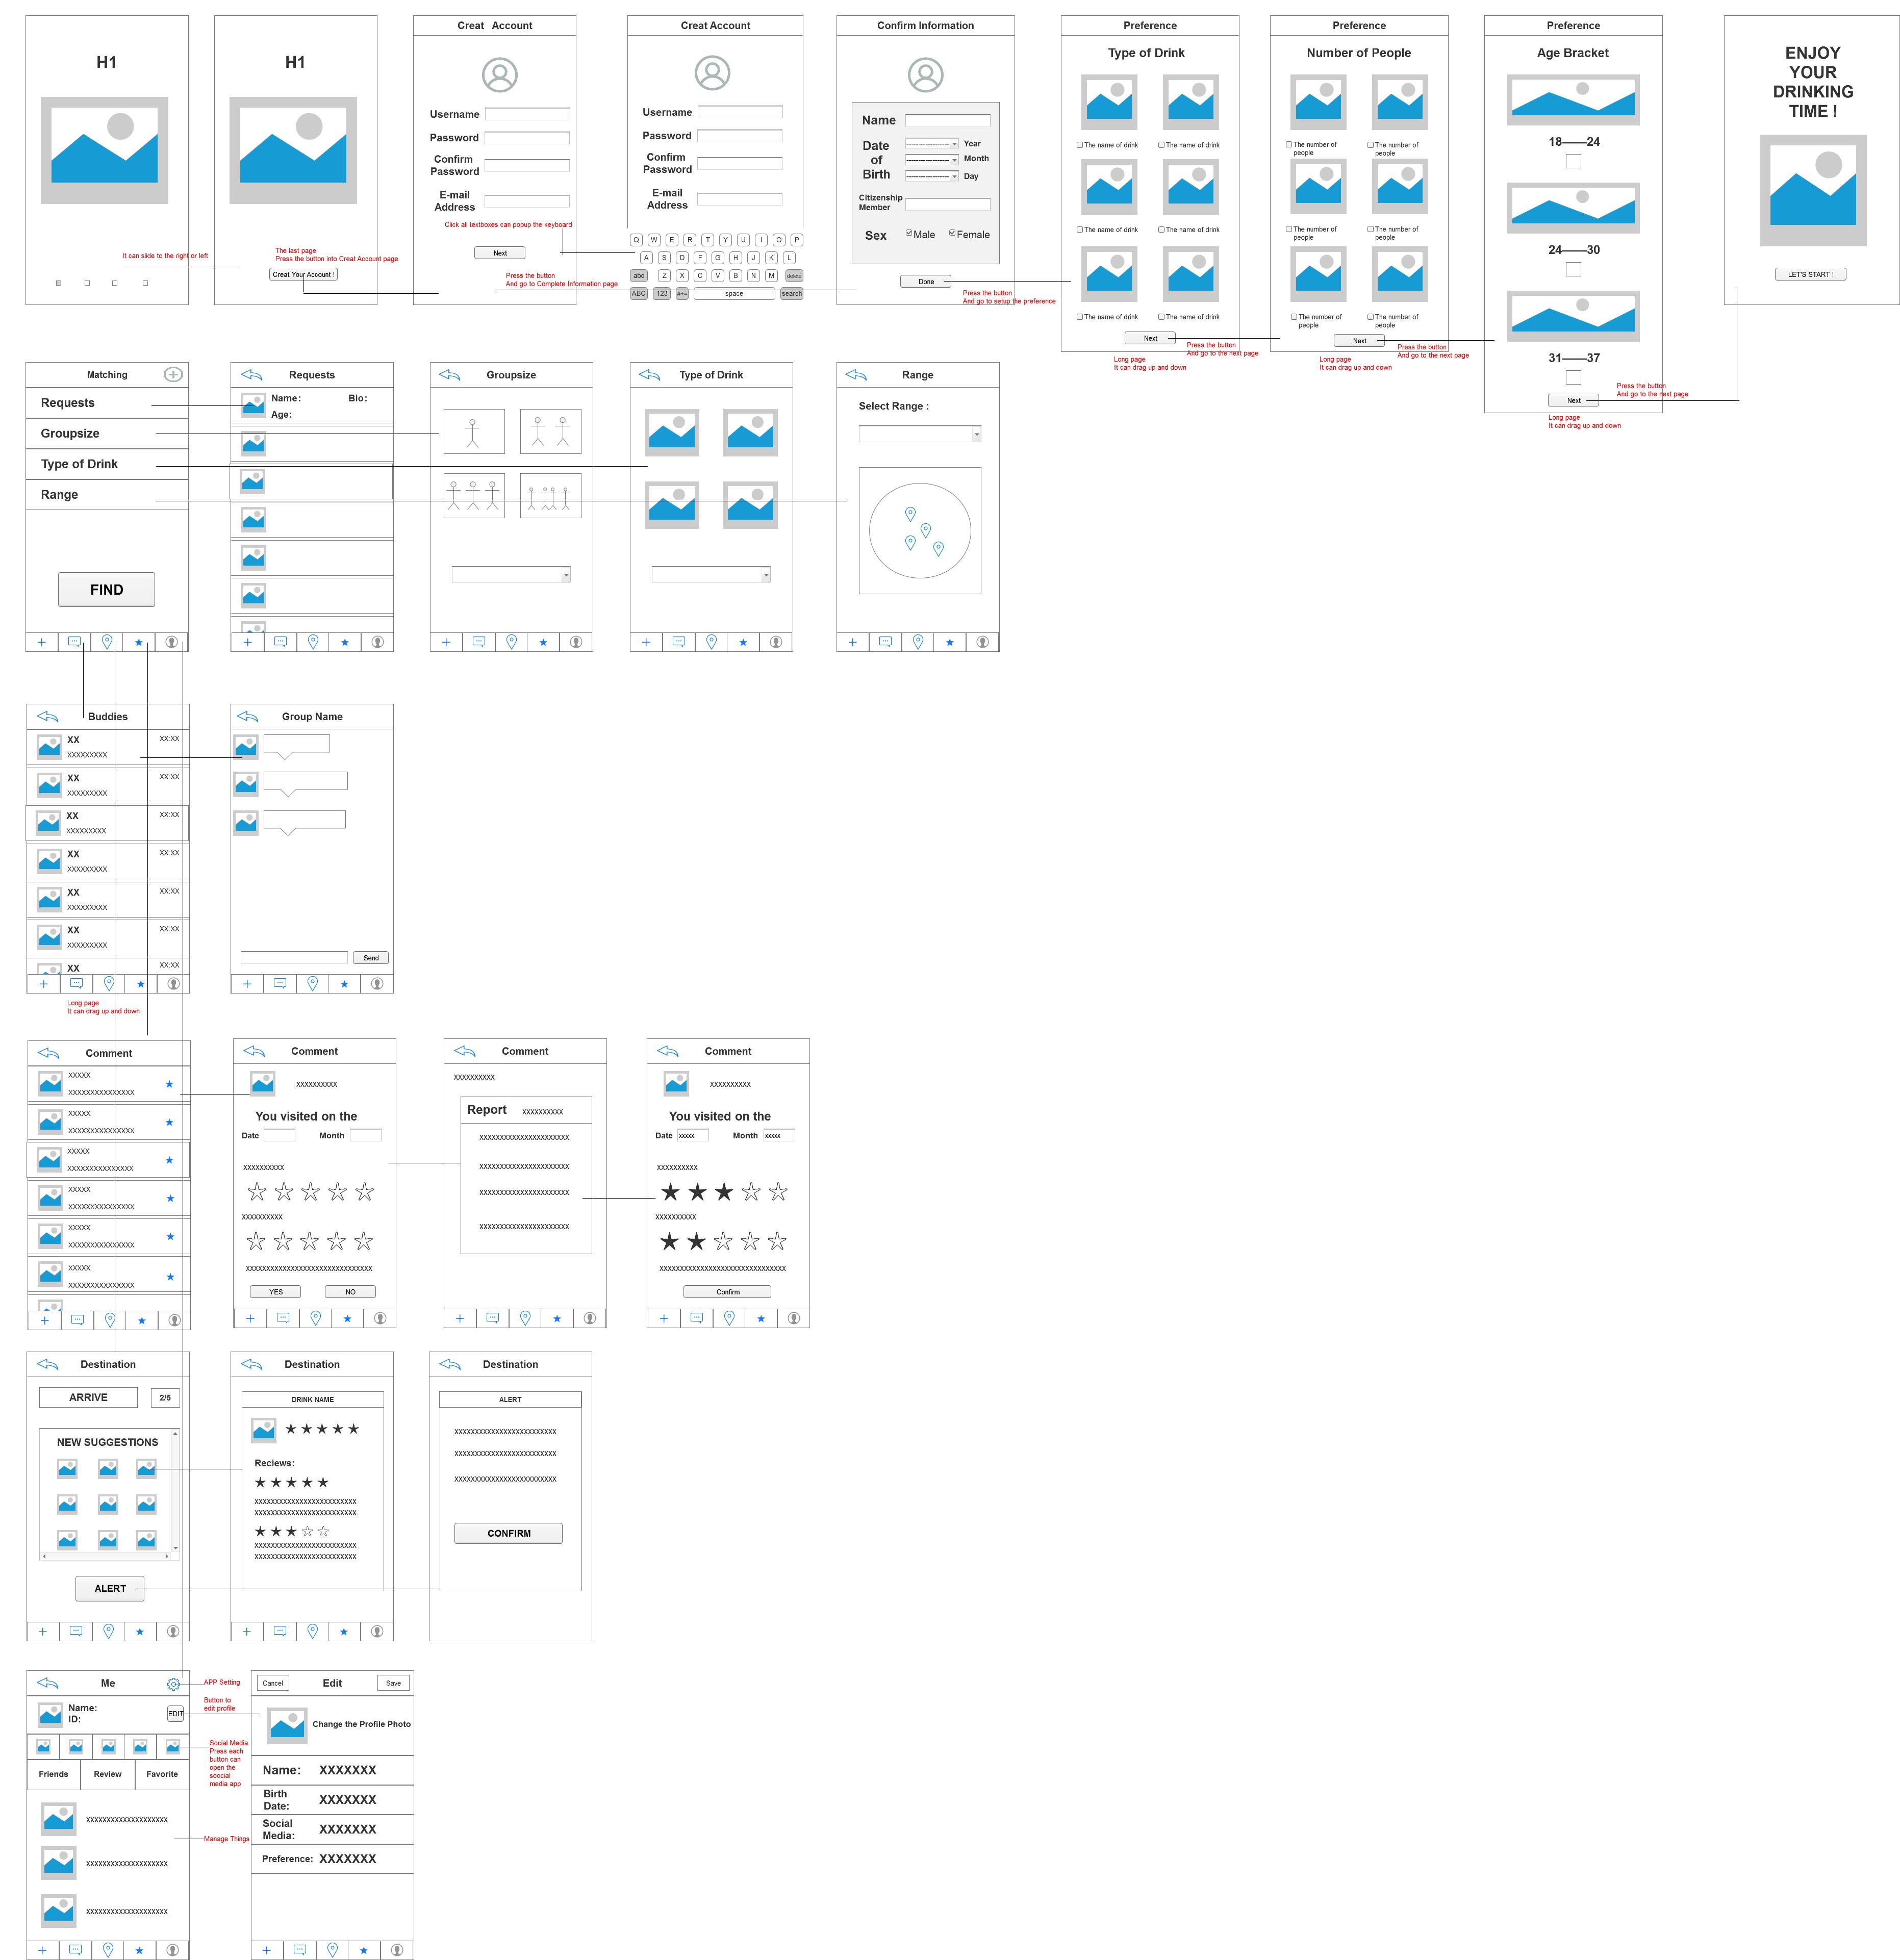 H1
It can slide to the right or left
H1
The last page
Press the button into Creat Account page
Creat Your Account !
Creat Account
Username
Password
Confirm
Password
E-mail
Address
Click all textboxes can popup the keyboard
Next
Press the button
And go to Complete Information page
Creat Account
Username
Password
Confirm
Password
E-mail
Address
Q W E R T Y U I O P
A S D F G H J K L
abc Z X C V B N M delete
ABC 123 #+- space search
Confirm Information
Name
Date
of
Birth
Year
Month
Day
Citizenship
Member
Sex Male Female
Done
Press the button
And go to setup the preference
Preference
Type of Drink
The name of drink The name of drink
The name of drink The name of drink
The name of drink The name of drink
Next
Press the button
And go to the next page
Long page
It can drag up and down
Preference
Number of People
The number of
people
The number of
people
The number of
people
The number of
people
The number of
people
The number of
people
Next
Press the button
And go to the next page
Long page
It can drag up and down
Preference
Age Bracket
18——24
24——30
31——37
Next
Press the button
And go to the next page
Long page
It can drag up and down
ENJOY
YOUR
DRINKING
TIME !
LET'S START !
Matching
Requests
Groupsize
Type of Drink
Range
FIND
Requests
Name: Bio:
Age:
Groupsize
Type of Drink
Range
Select Range :
Buddies
XX XX:XX
XXXXXXXXX
XX XX:XX
XXXXXXXXX
XX XX:XX
XXXXXXXXX
XX XX:XX
XXXXXXXXX
XX XX:XX
XXXXXXXXX
XX XX:XX
XXXXXXXXX
XX XX:XX
Long page
It can drag up and down
Group Name
Send
Comment
XXXXX
XXXXXXXXXXXXXXX
XXXXX
XXXXXXXXXXXXXXX
XXXXX
XXXXXXXXXXXXXXX
XXXXX
XXXXXXXXXXXXXXX
XXXXX
XXXXXXXXXXXXXXX
XXXXX
XXXXXXXXXXXXXXX
Comment
XXXXXXXXXX
You visited on the
Date Month
XXXXXXXXXX
XXXXXXXXXX
XXXXXXXXXXXXXXXXXXXXXXXXXXXXXXX
YES NO
Comment
XXXXXXXXXX
Report XXXXXXXXXX
XXXXXXXXXXXXXXXXXXXXXX
XXXXXXXXXXXXXXXXXXXXXX
XXXXXXXXXXXXXXXXXXXXXX
XXXXXXXXXXXXXXXXXXXXXX
Comment
XXXXXXXXXX
You visited on the
Date XXXXX Month XXXXX
XXXXXXXXXX
XXXXXXXXXX
XXXXXXXXXXXXXXXXXXXXXXXXXXXXXXX
Confirm
Destination
ARRIVE 2/5
NEW SUGGESTIONS
ALERT
Destination
DRINK NAME
Reciews:
XXXXXXXXXXXXXXXXXXXXXXXXX
XXXXXXXXXXXXXXXXXXXXXXXXX
XXXXXXXXXXXXXXXXXXXXXXXXX
XXXXXXXXXXXXXXXXXXXXXXXXX
Destination
ALERT
XXXXXXXXXXXXXXXXXXXXXXXXX
XXXXXXXXXXXXXXXXXXXXXXXXX
XXXXXXXXXXXXXXXXXXXXXXXXX
CONFIRM
Me
APP Setting
Name:
ID:
EDIT
Button to
edit profile
Social Media
Press each
button can
open the
soocial
media app
Friends Review Favorite
XXXXXXXXXXXXXXXXXXXX
Manage Things
XXXXXXXXXXXXXXXXXXXX
XXXXXXXXXXXXXXXXXXXX
Cancel Edit Save
Change the Profile Photo
Name: XXXXXXX
Birth
Date: XXXXXXX
Social
Media: XXXXXXX
Preference: XXXXXXX